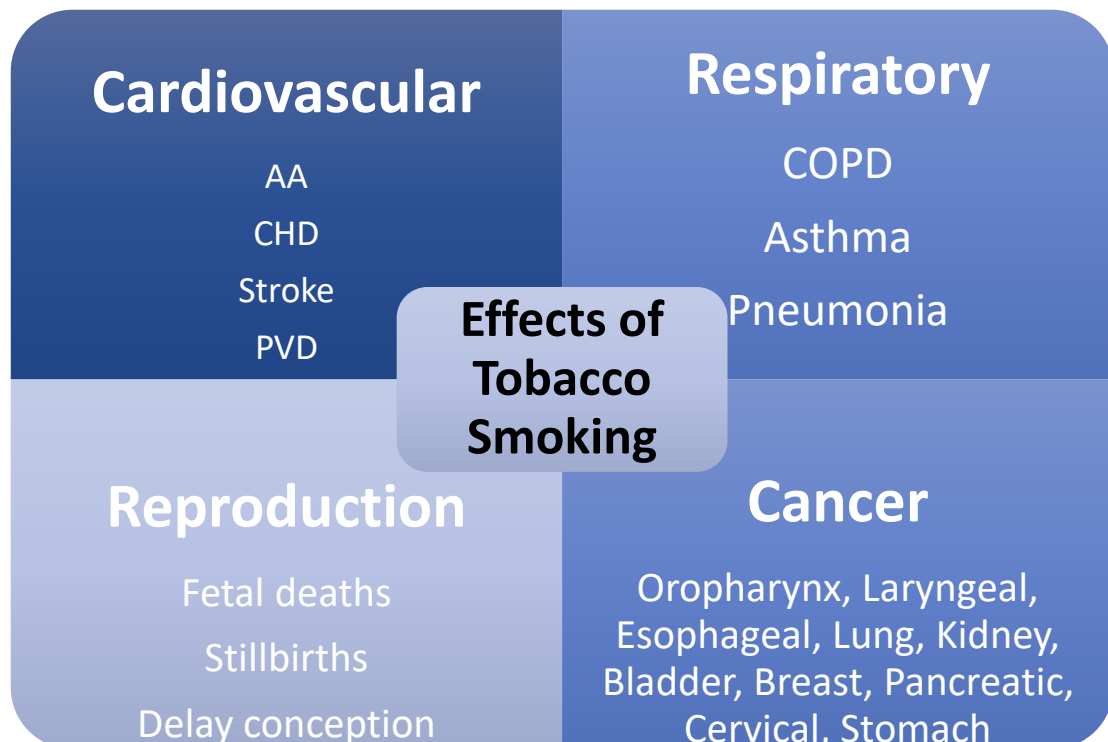 Cardiovascular
AA
CHD
Stroke
PVD
Respiratory
COPD
Asthma
Pneumonia
Effects of
Tobacco
Smoking
Reproduction
Fetal deaths
Stillbirths
Delay conception
Cancer
Oropharynx, Laryngeal,
Esophageal, Lung, Kidney,
Bladder, Breast, Pancreatic,
Cervical, Stomach